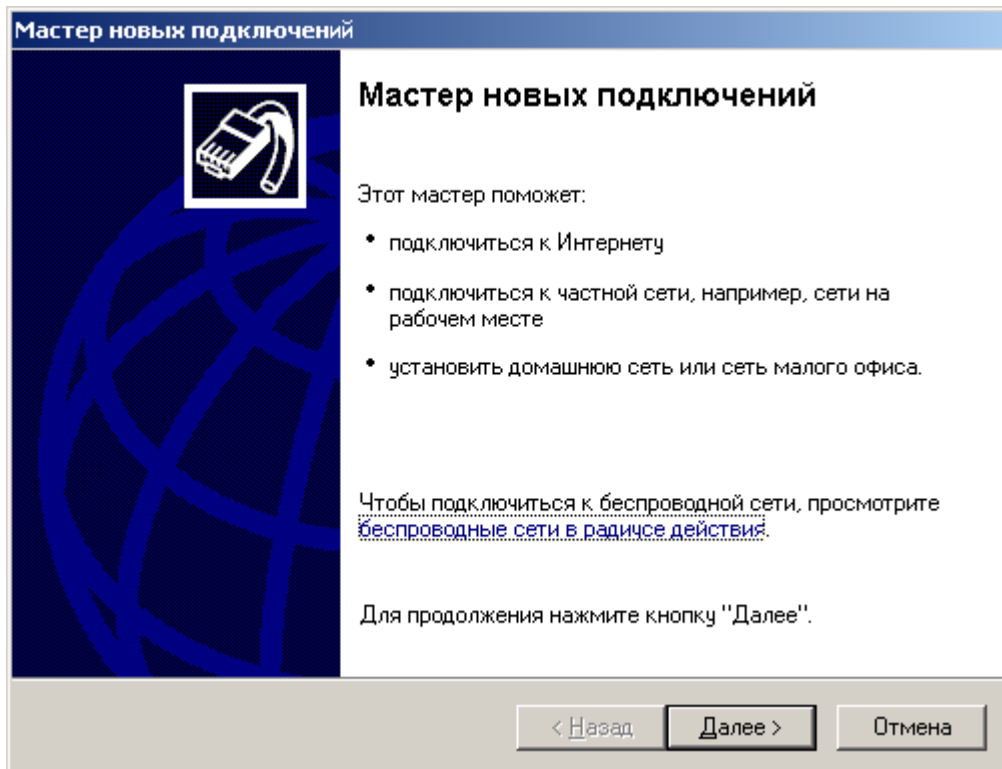 Мастер новых подключений
Мастер новых подключений
Этот мастер поможет:
• подключиться к Интернету
• подключиться к частной сети, например, сети на
рабочем месте
• установить домашнюю сеть или сеть малого офиса.
Чтобы подключиться к беспроводной сети, просмотрите
беспроводные сети в радиусе действия.
Для продолжения нажмите кнопку "Далее".
< Назад Далее > Отмена